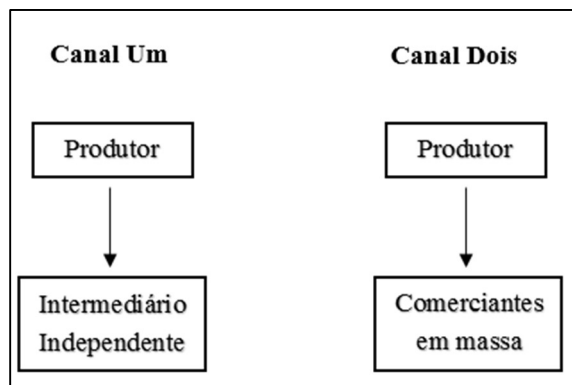 Canal Um
Canal Dois
Produtor
Produtor
Intermediário
Independente
Comerciantes
em massa